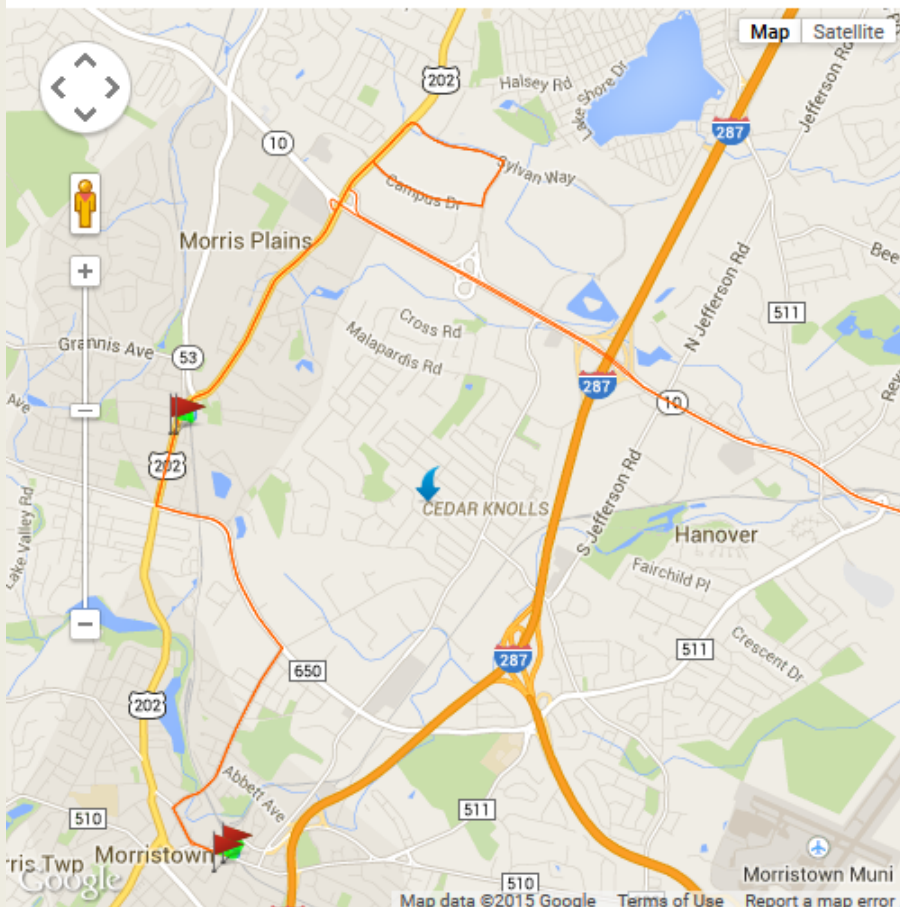 Map
Satellite
202
Halsey Rd
Lake Shore Dr
Jefferson Rd
287
10
Sylvan Way
Campus Dr
Morris Plains
N Jefferson Rd
Bee
511
Cross Rd
Malapardis Rd
Grannis Ave
53
287
10
Ave
202
Lake Valley Rd
CEDAR KNOLLS
S Jefferson Rd
Hanover
Fairchild Pl
Crescent Dr
511
287
650
202
Abbett Ave
511
510
rris Twp
Morristown
Morristown Muni
510
Google
Map data ©2015 Google
Terms of Use
Report a map error